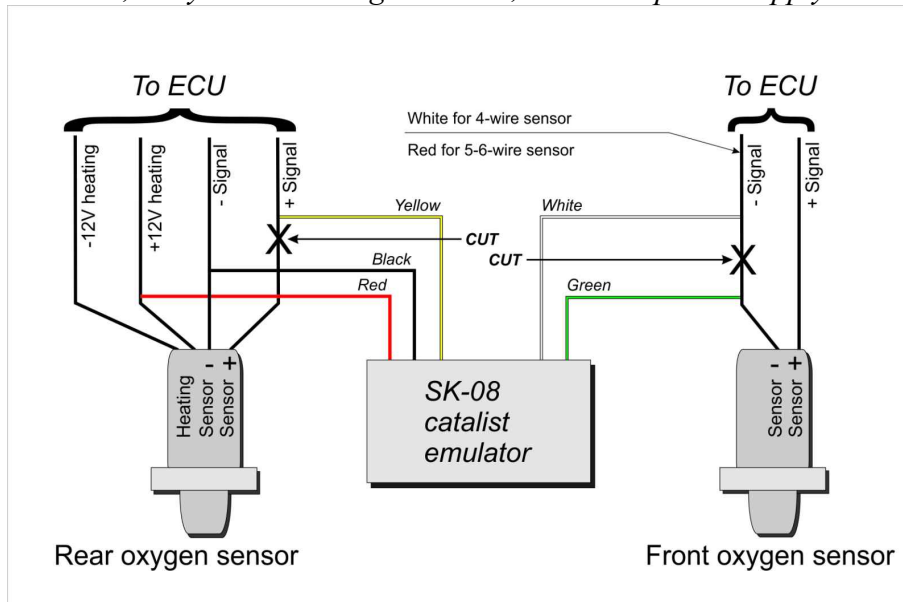 To ECU
-12V heating
+12V heating
- Signal
+ Signal
Yellow
CUT
Black
Red
Heating
Sensor -
Sensor +
Rear oxygen sensor
SK-08
catalist
emulator
To ECU
White for 4-wire sensor
Red for 5-6-wire sensor
- Signal
+ Signal
White
CUT
Green
Sensor -
Sensor +
Front oxygen sensor